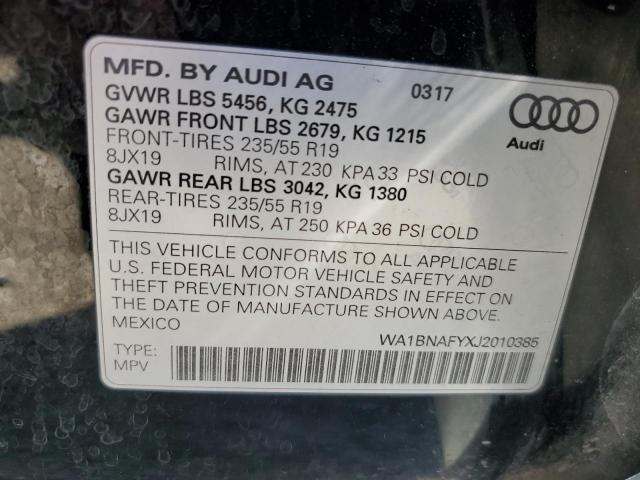 MFD. BY AUDI AG 0317
GVWR LBS 5456, KG 2475
GAWR FRONT LBS 2679, KG 1215
FRONT-TIRES 235/55 R19
8JX19 RIMS, AT 230 KPA 33 PSI COLD
GAWR REAR LBS 3042, KG 1380
REAR-TIRES 235/55 R19
8JX19 RIMS, AT 250 KPA 36 PSI COLD
Audi
THIS VEHICLE CONFORMS TO ALL APPLICABLE
U.S. FEDERAL MOTOR VEHICLE SAFETY AND
THEFT PREVENTION STANDARDS IN EFFECT ON
THE DATE OF MANUFACTURE SHOWN ABOVE.
MEXICO
WA1BNAFYXJ2010385
TYPE:
MPV